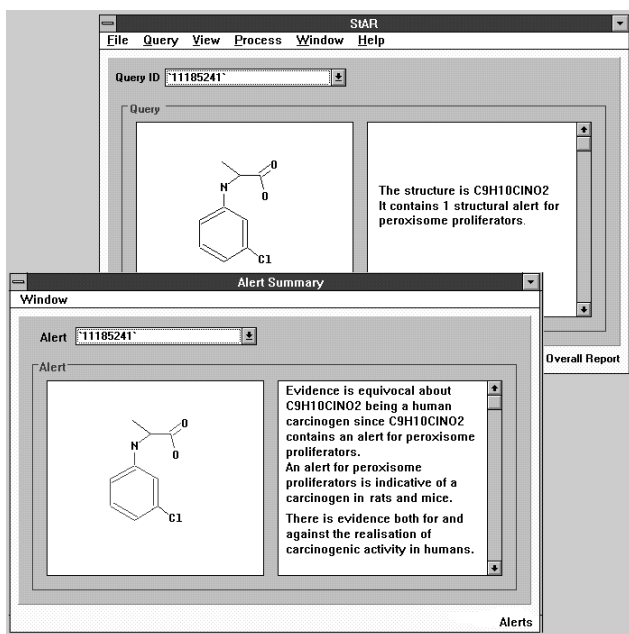 StAR
File Query View Process Window Help
Query ID `11185241`
Query
O
N
O
Cl
The structure is C9H10ClNO2
It contains 1 structural alert for
peroxisome proliferators.
Overall Report
Alert Summary
Window
Alert `11185241`
Alert
O
N
O
Cl
Evidence is equivocal about
C9H10ClNO2 being a human
carcinogen since C9H10ClNO2
contains an alert for peroxisome
proliferators.
An alert for peroxisome
proliferators is indicative of a
carcinogen in rats and mice.
There is evidence both for and
against the realisation of
carcinogenic activity in humans.
Alerts